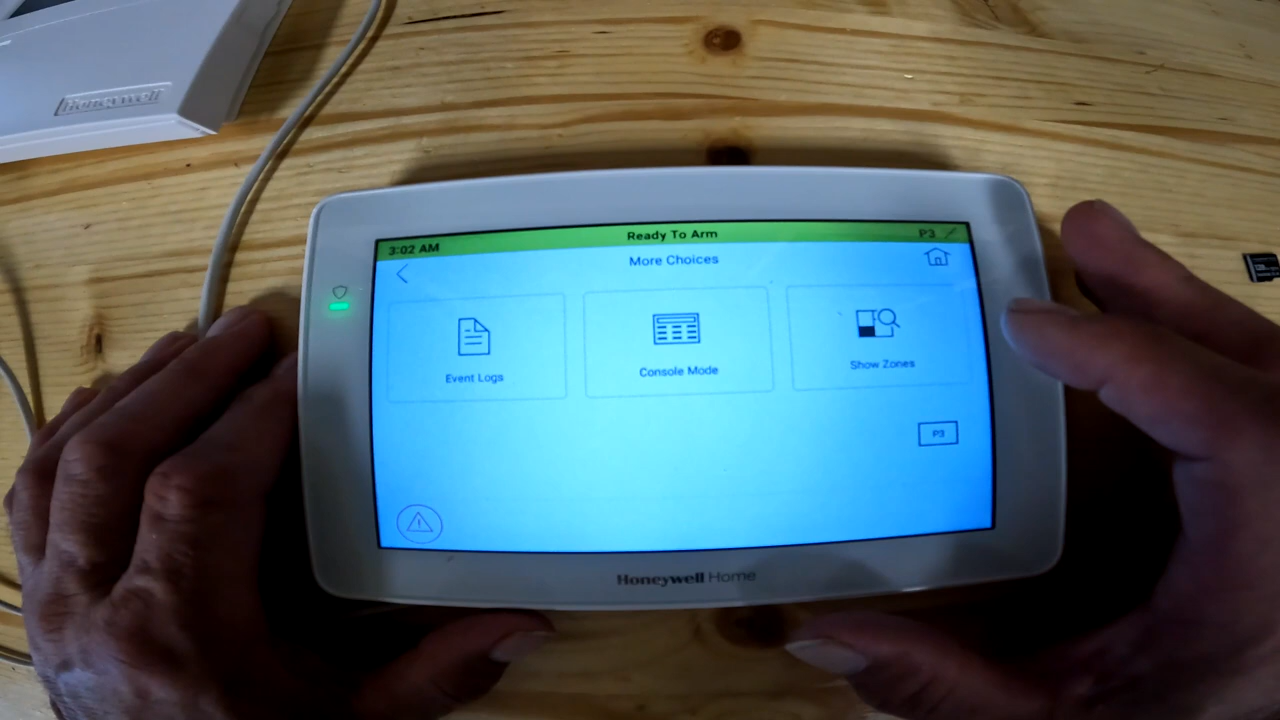 Honeywell
3:02 AM
Ready To Arm
P3
More Choices
Event Logs
Console Mode
Show Zones
P3
Honeywell Home